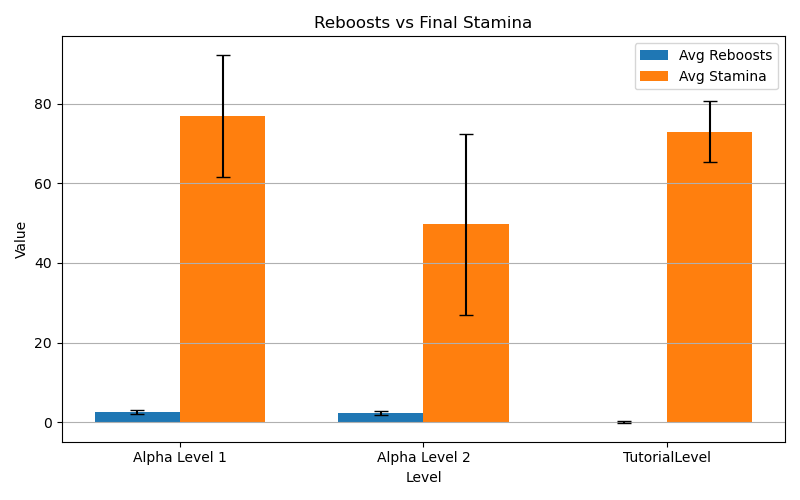 Reboosts vs Final Stamina
Avg Reboosts
Avg Stamina
Value
80
60
40
20
0
Alpha Level 1
Alpha Level 2
TutorialLevel
Level